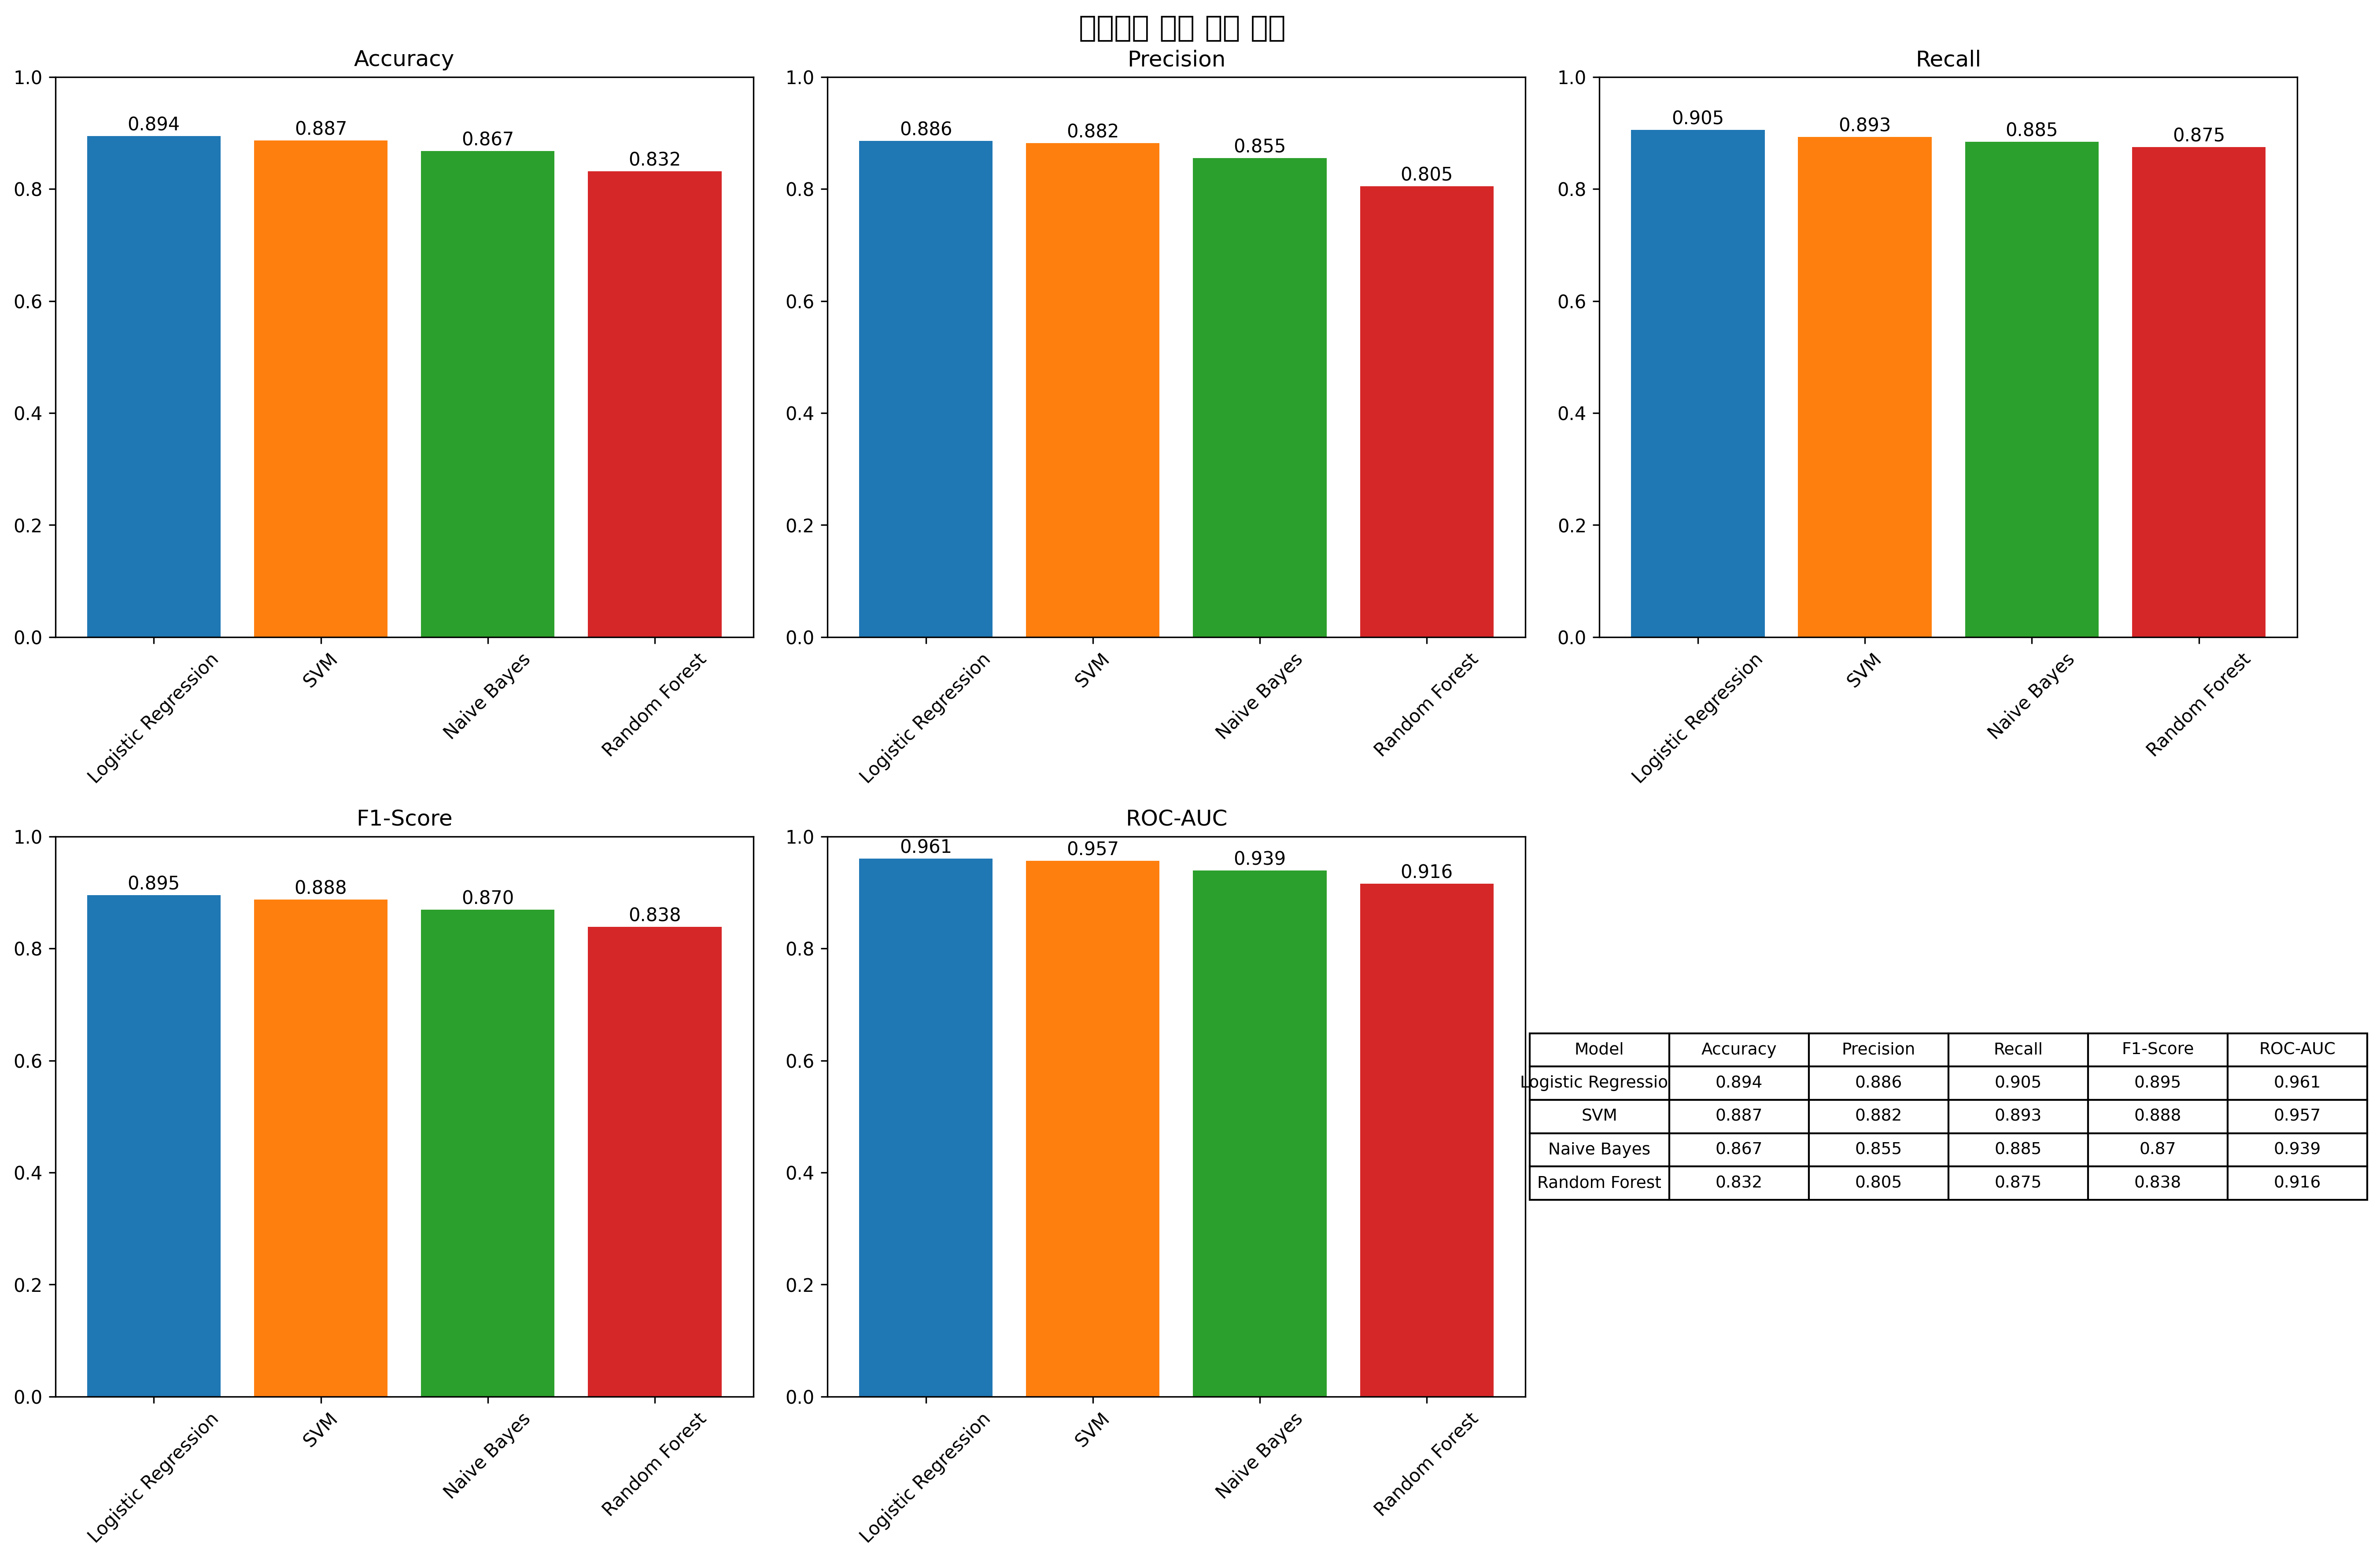 Accuracy
1.0
0.8
0.6
0.4
0.2
0.0
0.894
0.887
0.867
0.832
Logistic Regression
SVM
Naive Bayes
Random Forest
Precision
1.0
0.8
0.6
0.4
0.2
0.0
0.886
0.882
0.855
0.805
Logistic Regression
SVM
Naive Bayes
Random Forest
Recall
1.0
0.8
0.6
0.4
0.2
0.0
0.905
0.893
0.885
0.875
Logistic Regression
SVM
Naive Bayes
Random Forest
F1-Score
1.0
0.8
0.6
0.4
0.2
0.0
0.895
0.888
0.870
0.838
Logistic Regression
SVM
Naive Bayes
Random Forest
ROC-AUC
1.0
0.8
0.6
0.4
0.2
0.0
0.961
0.957
0.939
0.916
Logistic Regression
SVM
Naive Bayes
Random Forest
Model Accuracy Precision Recall F1-Score ROC-AUC
Logistic Regressio 0.894 0.886 0.905 0.895 0.961
SVM 0.887 0.882 0.893 0.888 0.957
Naive Bayes 0.867 0.855 0.885 0.87 0.939
Random Forest 0.832 0.805 0.875 0.838 0.916